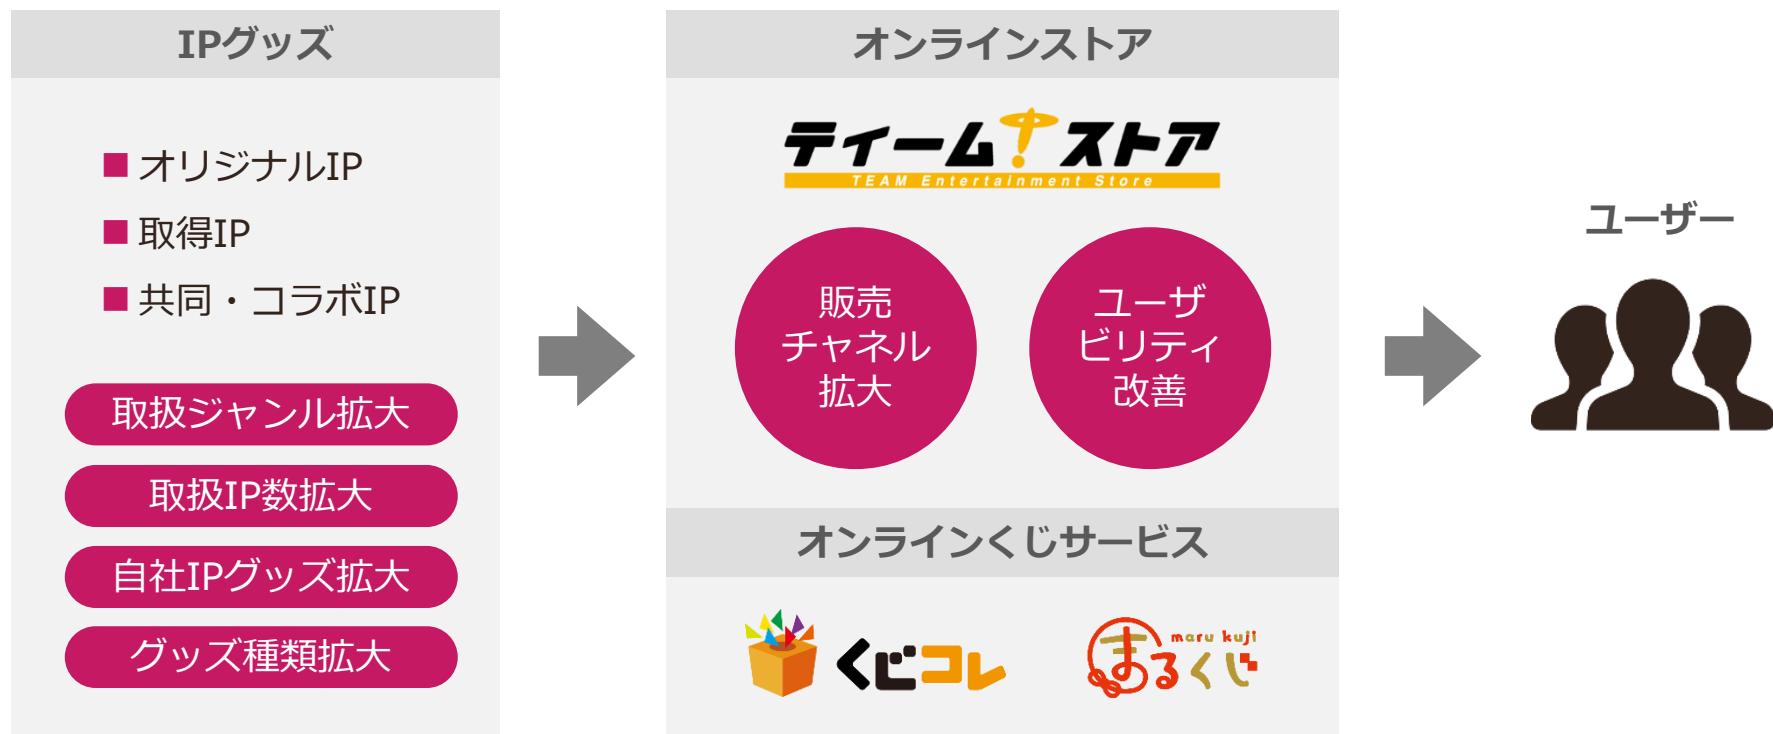 IPグッズ
■ オリジナルIP
■ 取得IP
■ 共同・コラボIP
取扱ジャンル拡大
取扱IP数拡大
自社IPグッズ拡大
グッズ種類拡大
オンラインストア
ティームストア
TEAM Entertainment Store
販売
チャネル
拡大
ユーザ
ビリティ
改善
オンラインくじサービス
くじコレ
maru kuji
まるくじ
ユーザー